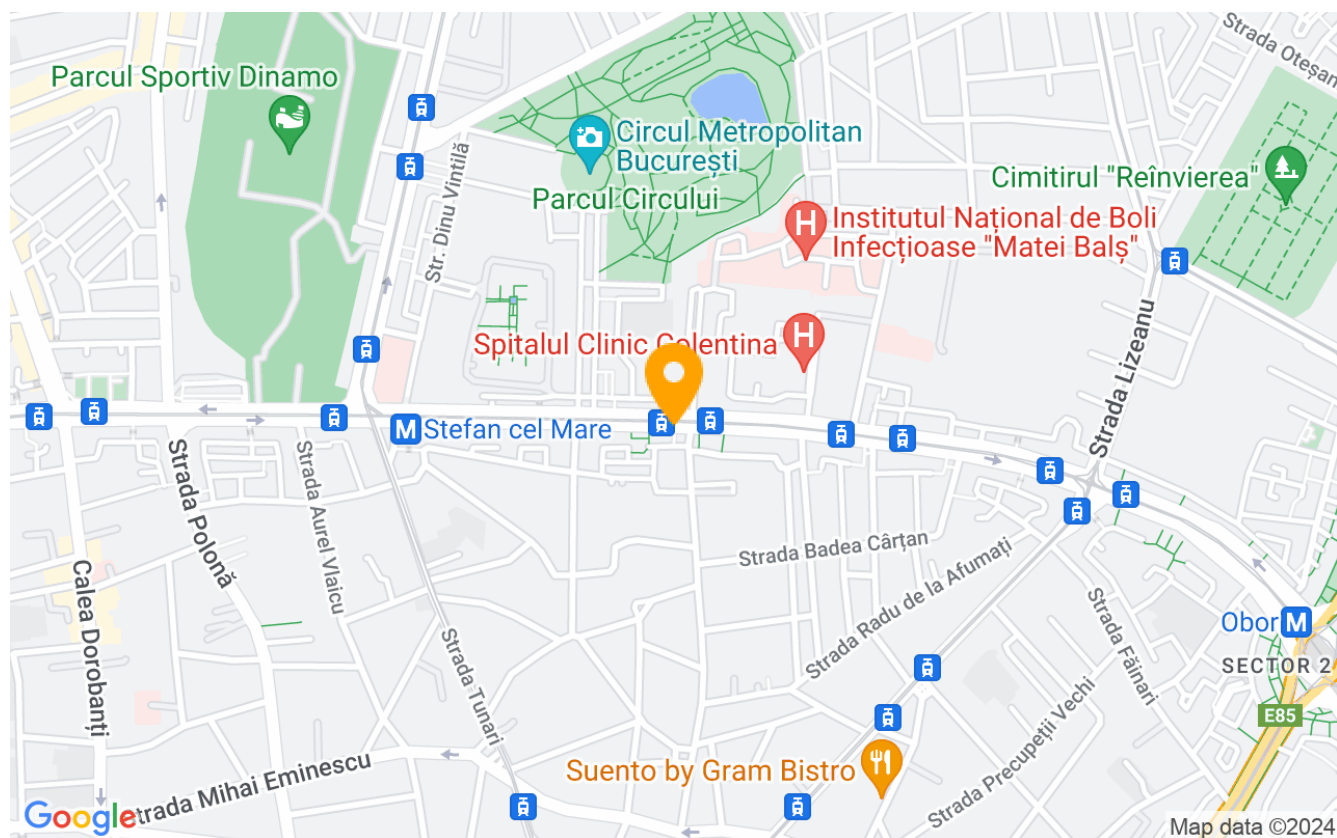 Strada Oteșani
Parcul Sportiv Dinamo
Circul Metropolitan
București
Parcul Circului
Str. Dinu Vintilă
Cimitirul "Reînvierea"
H
Institutul Național de Boli
Infecțioase "Matei Balș"
Spitalul Clinic Colentina
H
Strada Lizeanu
M
Stefan cel Mare
Strada Polonă
Strada Aurel Vlaicu
Strada Badea Cârțan
Strada Radu de la Afumați
Calea Dorobanți
Strada Tunari
Strada Făinari
Obor
M
SECTOR 2
E85
Strada Precupeții Vechi
Suento by Gram Bistro
Strada Mihai Eminescu
Google
Map data ©2024